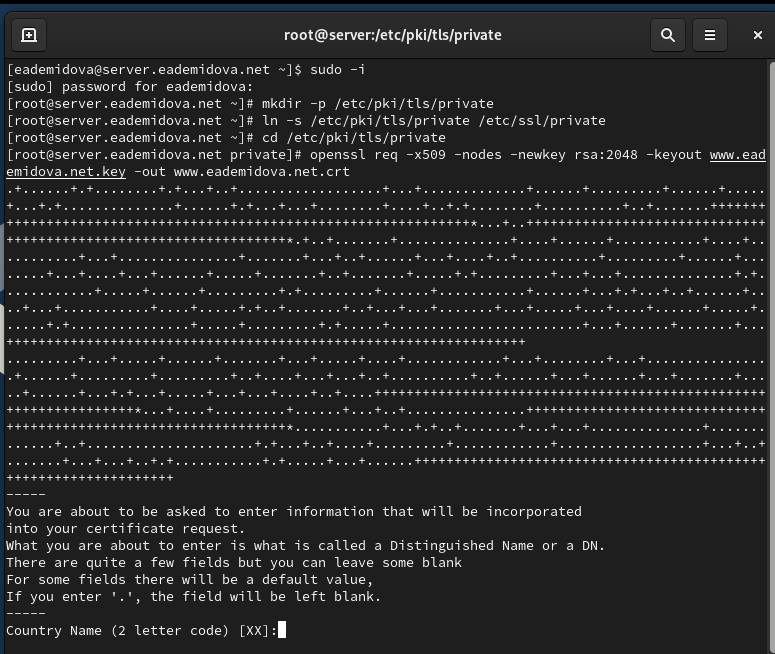 root@server:/etc/pki/tls/private
[eademidova@server.eademidova.net ~]$ sudo -i
[sudo] password for eademidova:
[root@server.eademidova.net ~]# mkdir -p /etc/pki/tls/private
[root@server.eademidova.net ~]# ln -s /etc/pki/tls/private /etc/ssl/private
[root@server.eademidova.net ~]# cd /etc/pki/tls/private
[root@server.eademidova.net private]# openssl req -x509 -nodes -newkey rsa:2048 -keyout www.ead
emidova.net.key -out www.eademidova.net.crt
-----
You are about to be asked to enter information that will be incorporated
into your certificate request.
What you are about to enter is what is called a Distinguished Name or a DN.
There are quite a few fields but you can leave some blank
For some fields there will be a default value,
If you enter '.', the field will be left blank.
-----
Country Name (2 letter code) [XX]: